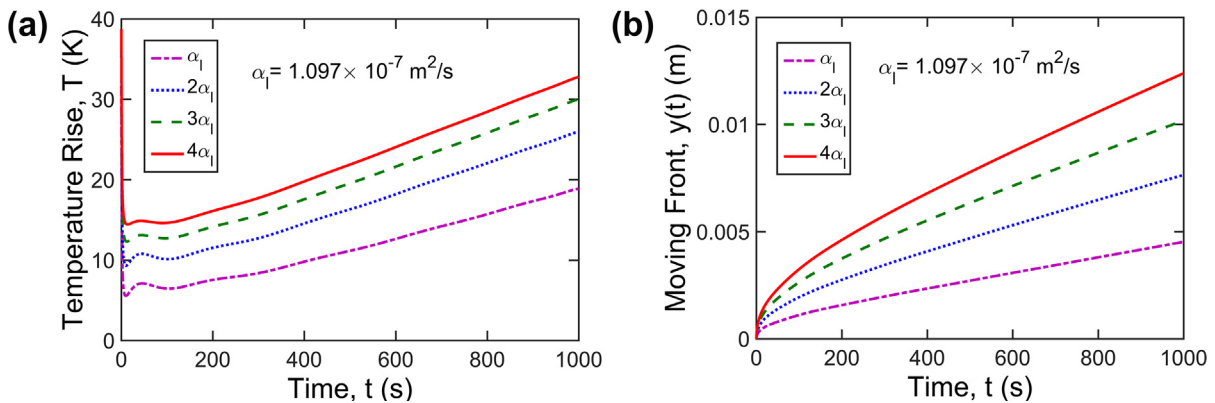 (a)
Temperature Rise, T (K)
40
30
20
10
0
αl
2αl
3αl
4αl
αl= 1.097× 10-7 m2/s
0 200 400 600 800 1000
Time, t (s)
(b)
Moving Front, y(t) (m)
0.015
0.01
0.005
0
αl
2αl
3αl
4αl
αl= 1.097× 10-7 m2/s
0 200 400 600 800 1000
Time, t (s)